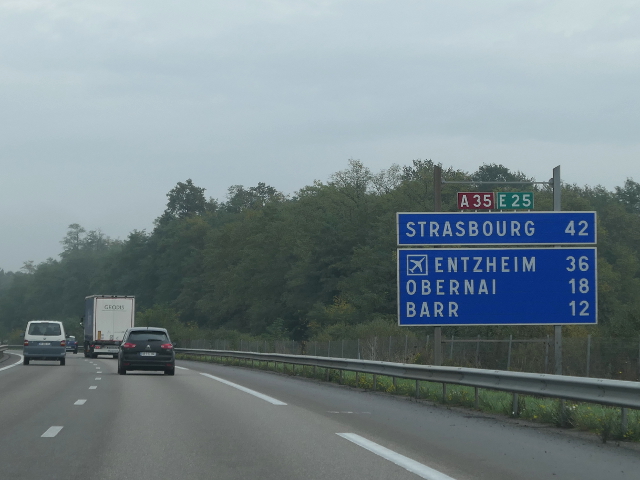 A 35 E 25
STRASBOURG 42
ENTZHEIM 36
OBERNAI 18
BARR 12